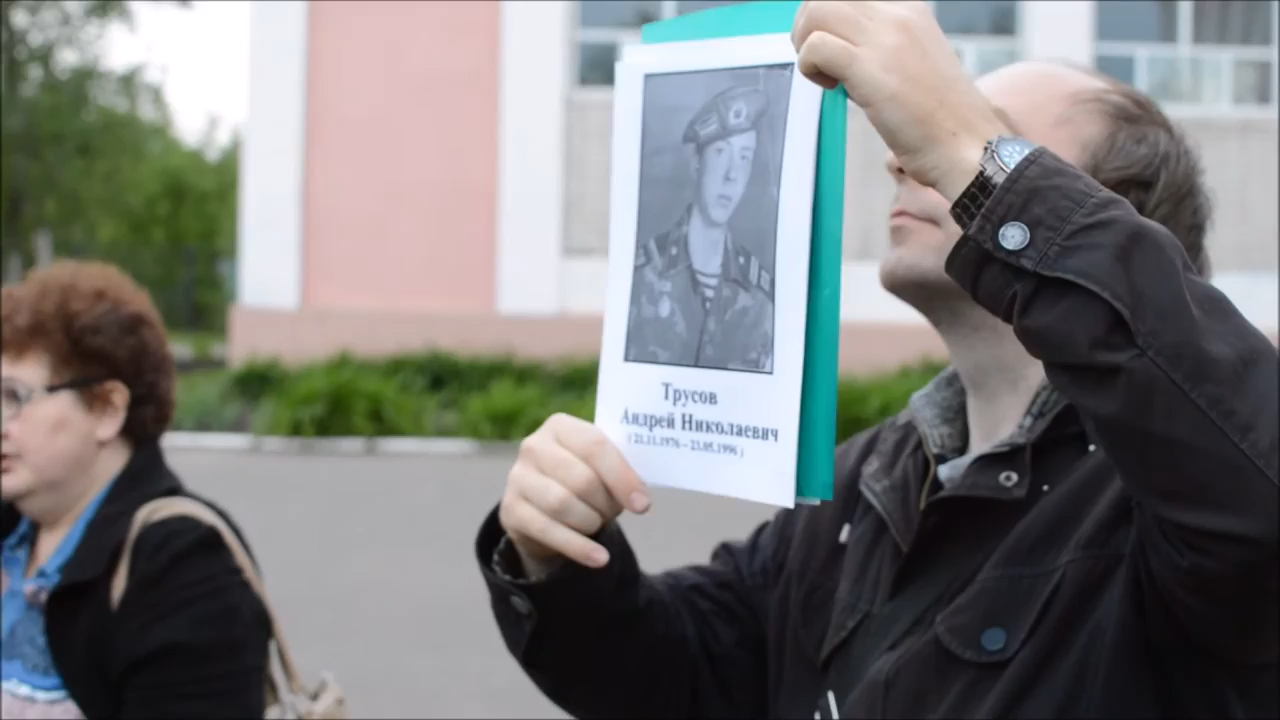 Трусов
Андрей Николаевич
( 21.11.1976 – 23.05.1996 )